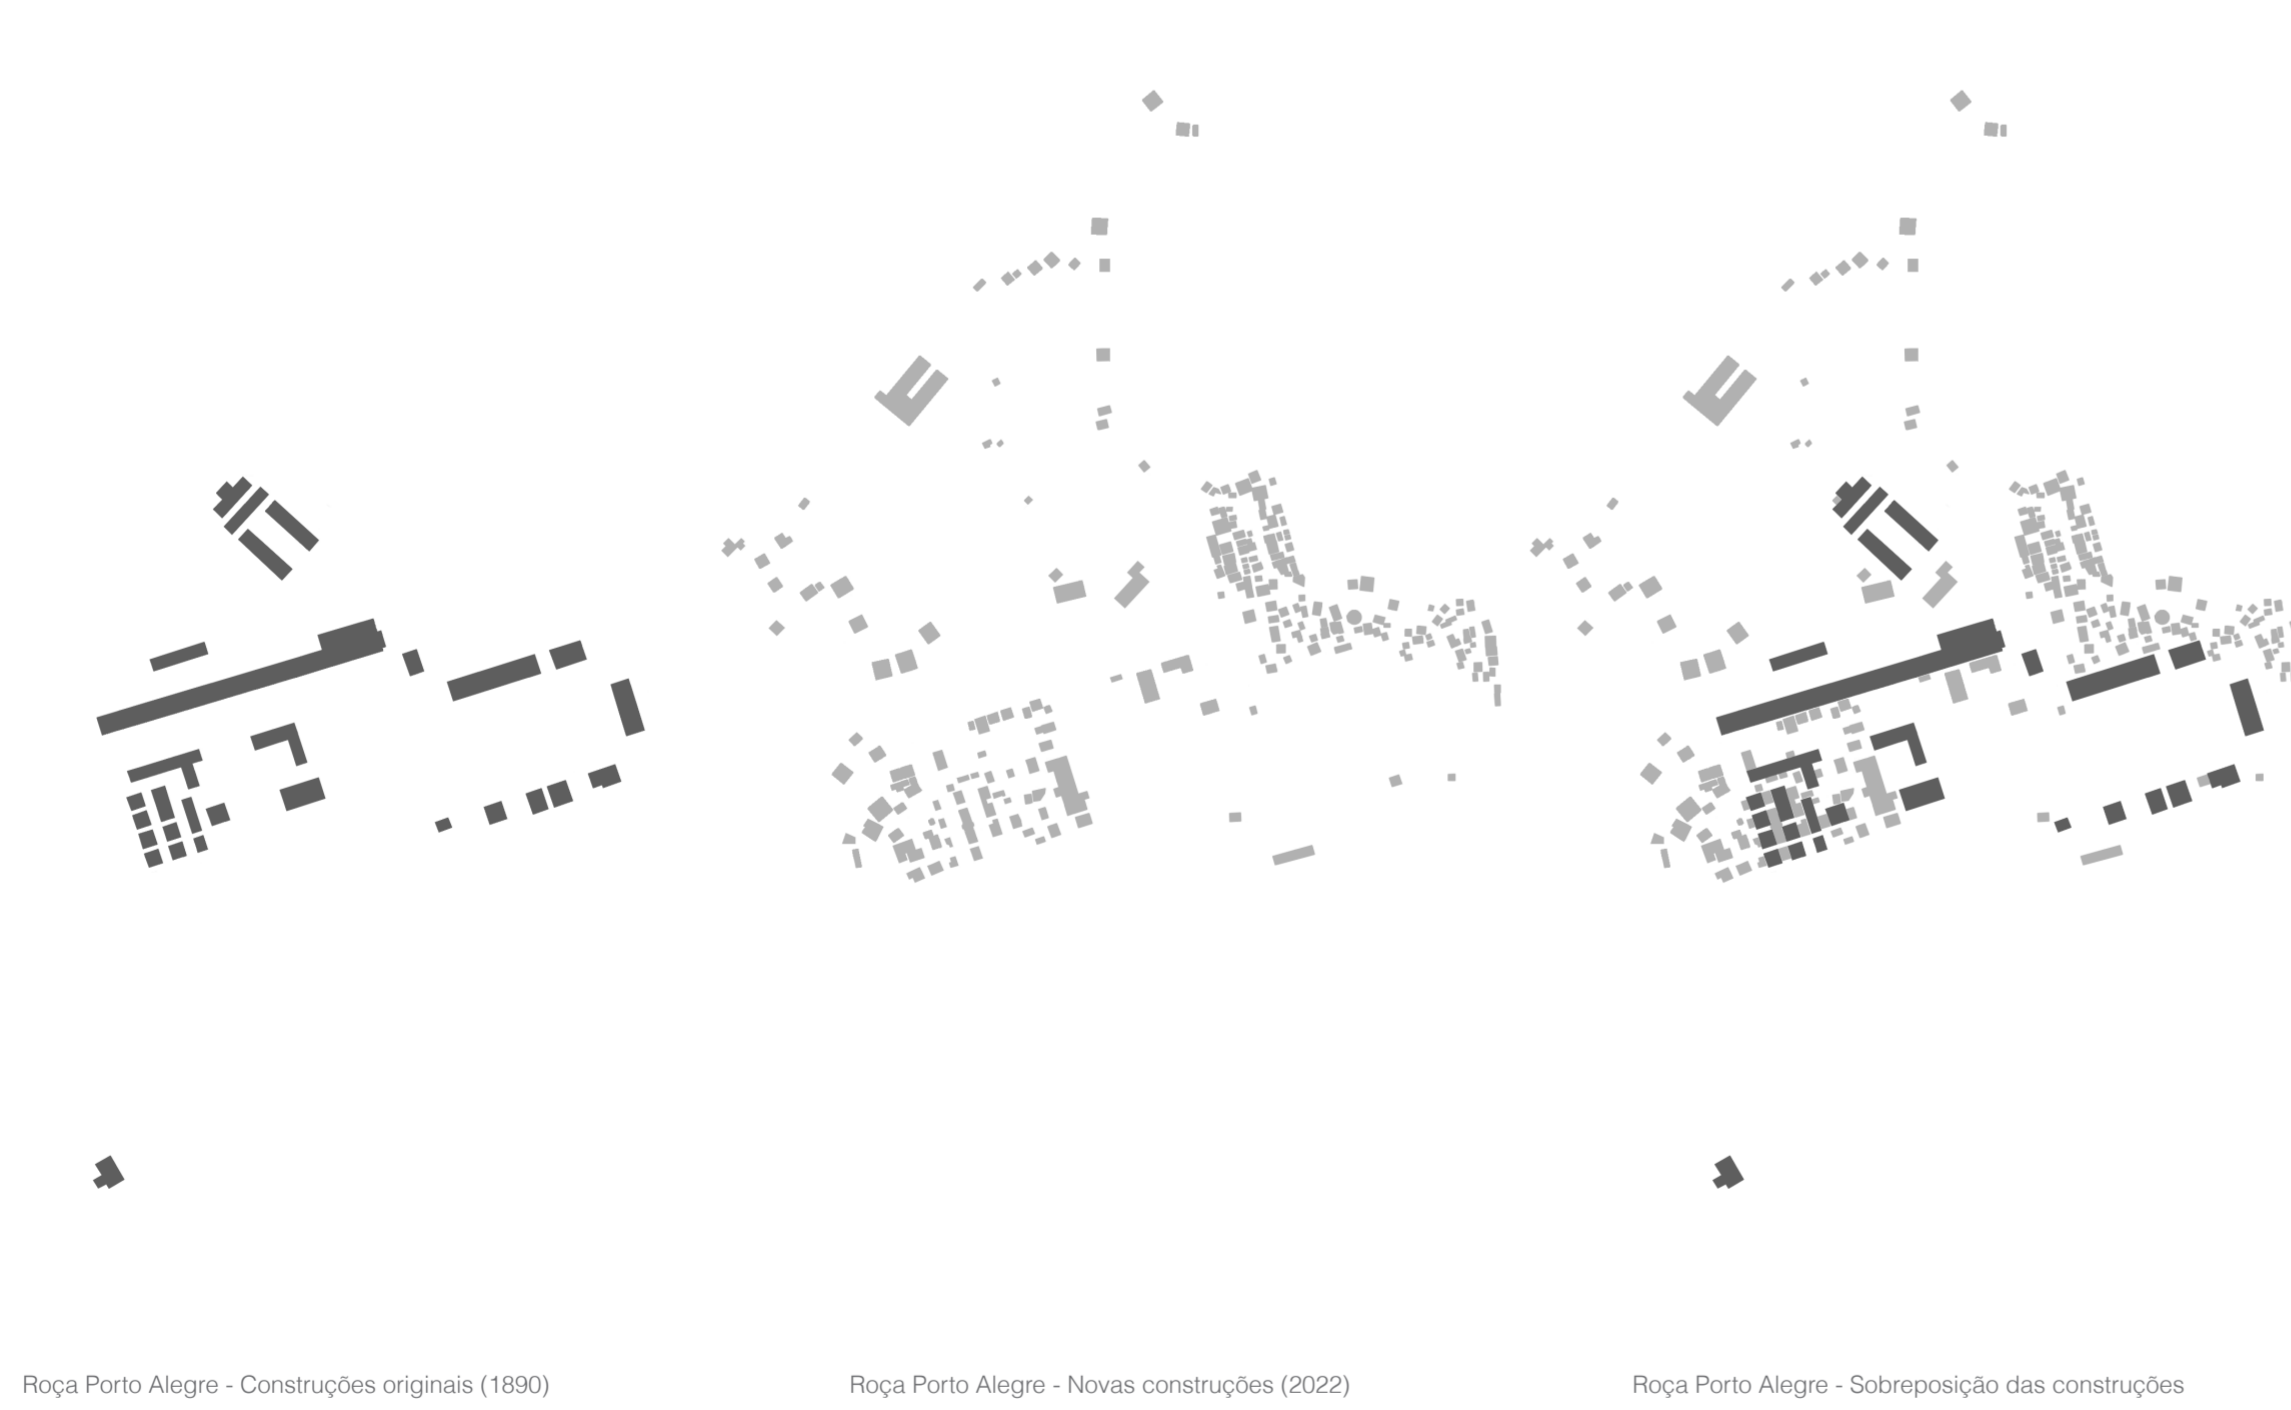 Roça Porto Alegre - Construções originais (1890)
Roça Porto Alegre - Novas construções (2022)
Roça Porto Alegre - Sobreposição das construções